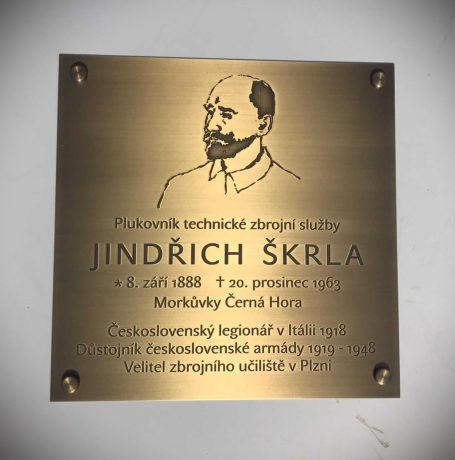 Plukovník technické zbrojní služby
JINDŘICH ŠKRLA
* 8. září 1888 † 20. prosinec 1963
Morkůvky Černá Hora
Československý legionář v Itálii 1918
Důstojník československé armády 1919 - 1948
Velitel zbrojního učiliště v Plzni